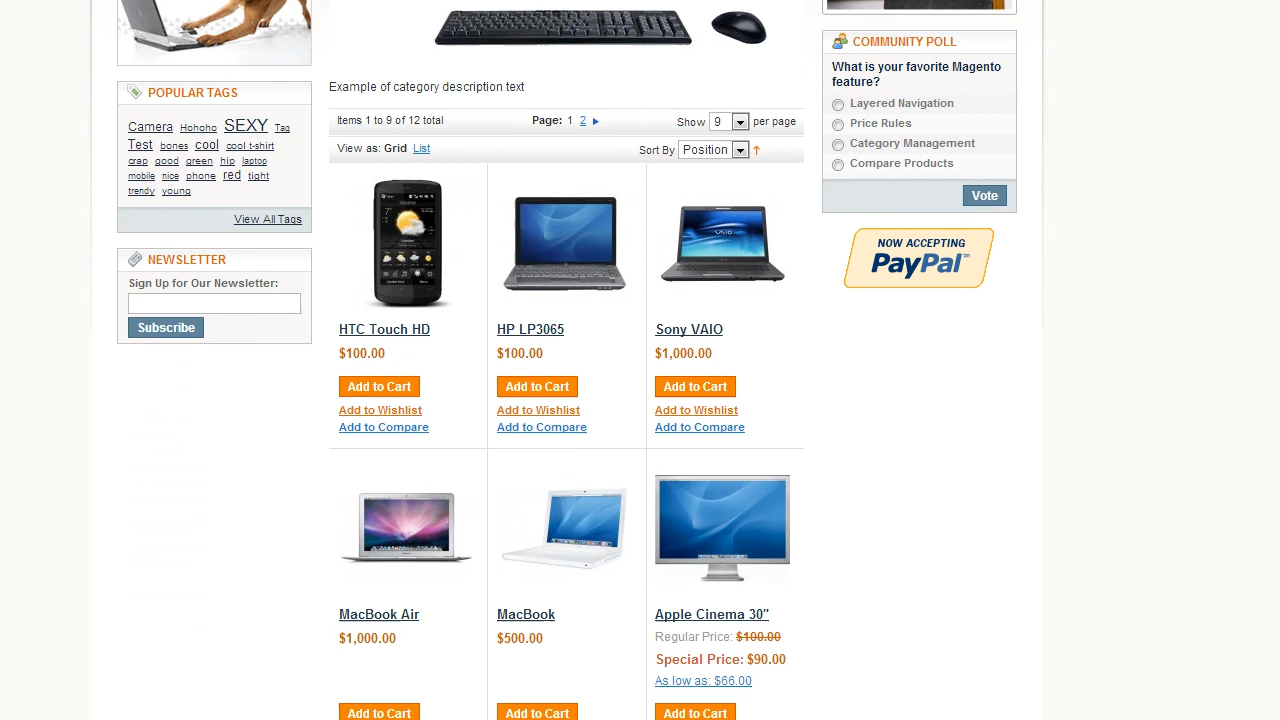 POPULAR TAGS
Camera Hohoho SEXY Tag
Test bones cool cool t-shirt
crap good green hip laptop
mobile nice phone red tight
trendy young
View All Tags
NEWSLETTER
Sign Up for Our Newsletter:
Subscribe
Example of category description text
Items 1 to 9 of 12 total
Page: 1 2
Show 9 per page
View as: Grid List
Sort By Position
VAIO
HTC Touch HD
$100.00
Add to Cart
Add to Wishlist
Add to Compare
HP LP3065
$100.00
Add to Cart
Add to Wishlist
Add to Compare
Sony VAIO
$1,000.00
Add to Cart
Add to Wishlist
Add to Compare
MacBook Air
$1,000.00
Add to Cart
MacBook
$500.00
Add to Cart
Apple Cinema 30"
Regular Price: $100.00
Special Price: $90.00
As low as: $66.00
Add to Cart
COMMUNITY POLL
What is your favorite Magento
feature?
Layered Navigation
Price Rules
Category Management
Compare Products
Vote
NOW ACCEPTING
PayPal